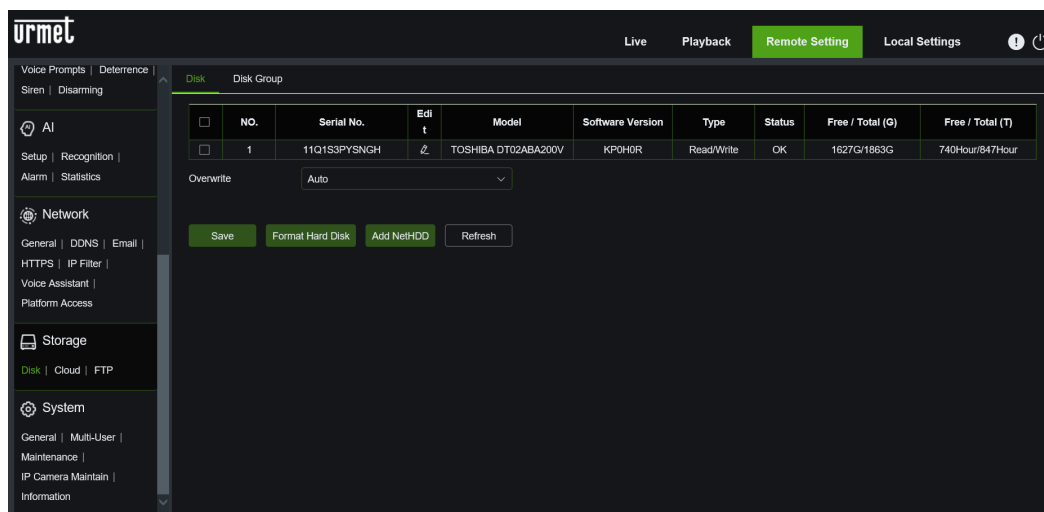 urmet
Live Playback Remote Setting Local Settings
Voice Prompts | Deterrence |
Siren | Disarming
AI
Setup | Recognition |
Alarm | Statistics
Network
General | DDNS | Email |
HTTPS | IP Filter |
Voice Assistant |
Platform Access
Storage
Disk | Cloud | FTP
System
General | Multi-User |
Maintenance |
IP Camera Maintain |
Information
Disk Disk Group
NO. Serial No. Edi
t Model Software Version Type Status Free / Total (G) Free / Total (T)
1 11Q1S3PYSNGH TOSHIBA DT02ABA200V KP0H0R Read/Write OK 1627G/1863G 740Hour/847Hour
Overwrite Auto
Save Format Hard Disk Add NetHDD Refresh